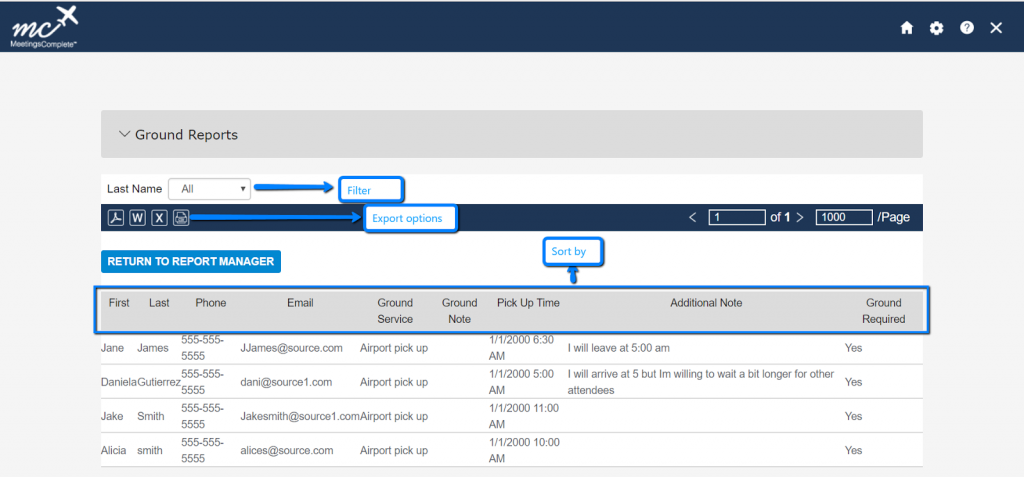 mc
MeetingsComplete™
Ground Reports
Last Name All Filter
W X Export options < 1 of 1 > 1000 /Page
Sort by
RETURN TO REPORT MANAGER
First Last Phone Email Ground Service Ground Note Pick Up Time Additional Note Ground Required
Jane James 555-555-5555 JJames@source.com Airport pick up 1/1/2000 6:30 AM I will leave at 5:00 am Yes
Daniela Gutierrez 555-555-5555 dani@source1.com Airport pick up 1/1/2000 5:00 AM I will arrive at 5 but Im willing to wait a bit longer for other attendees Yes
Jake Smith 555-555-5555 Jakesmith@source1.com Airport pick up 1/1/2000 11:00 AM Yes
Alicia smith 555-555-5555 alices@source.com Airport pick up 1/1/2000 10:00 AM Yes